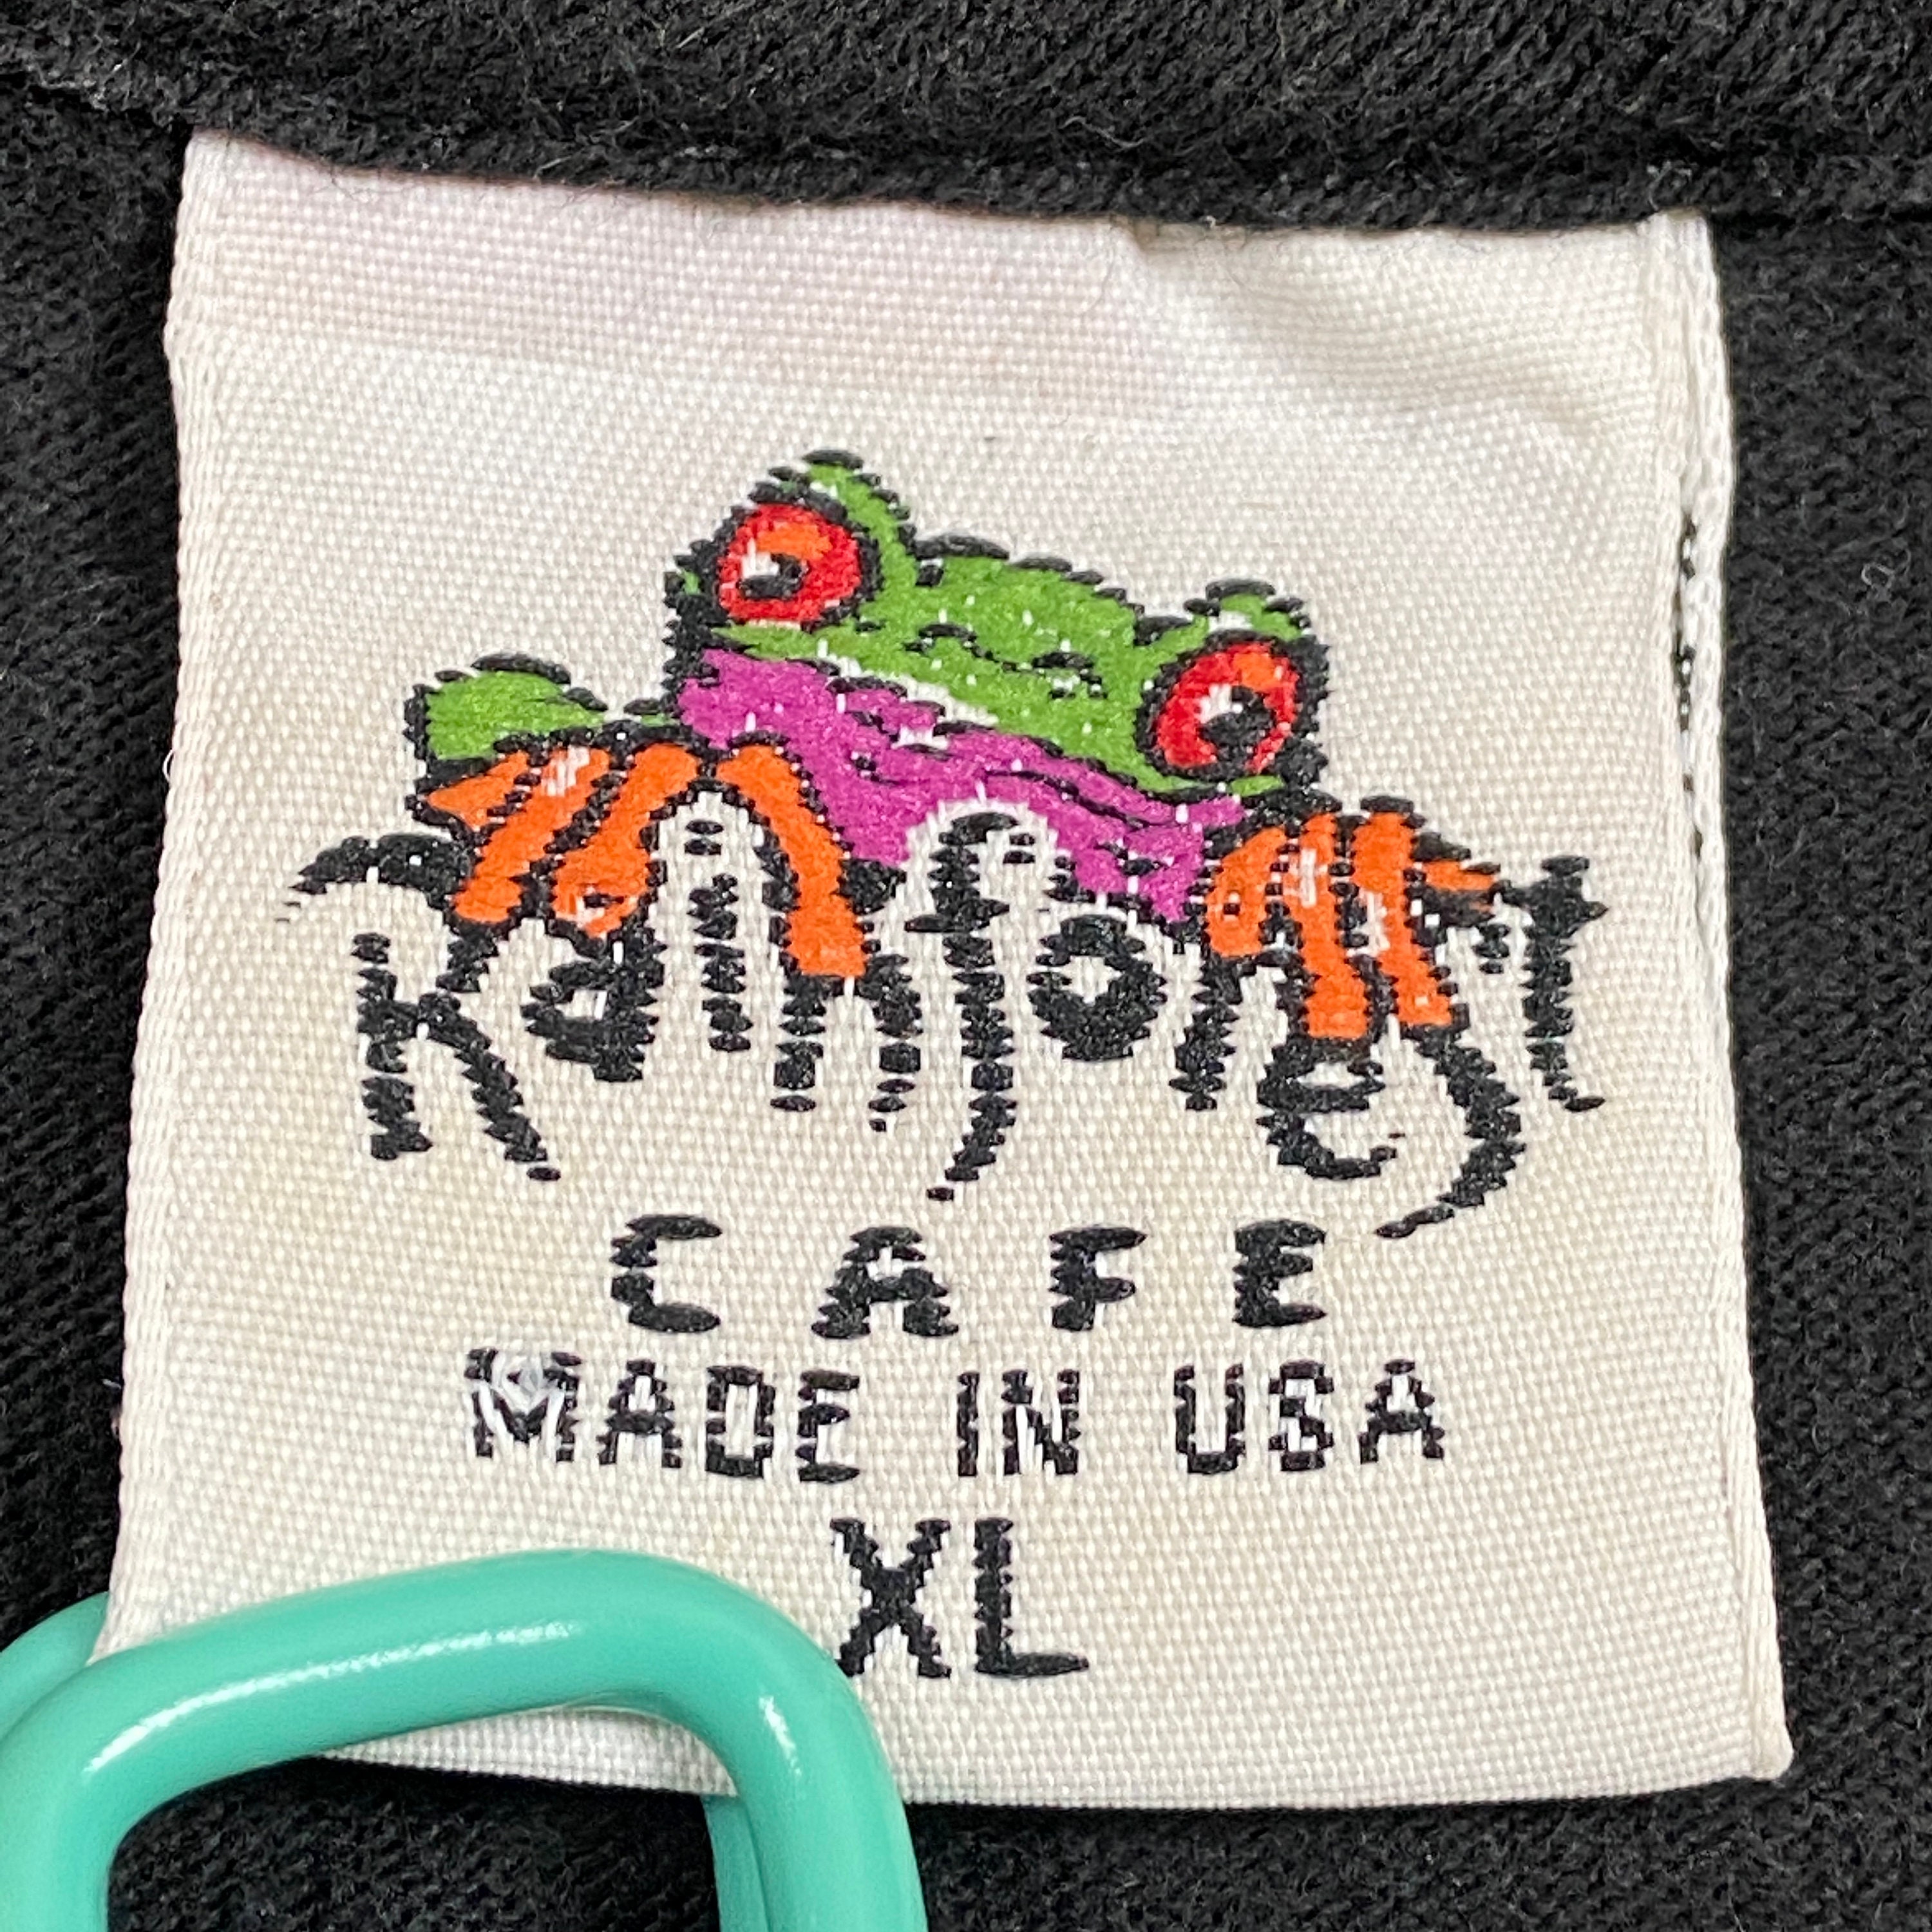 Rainforest
CAFE
MADE IN USA
XL